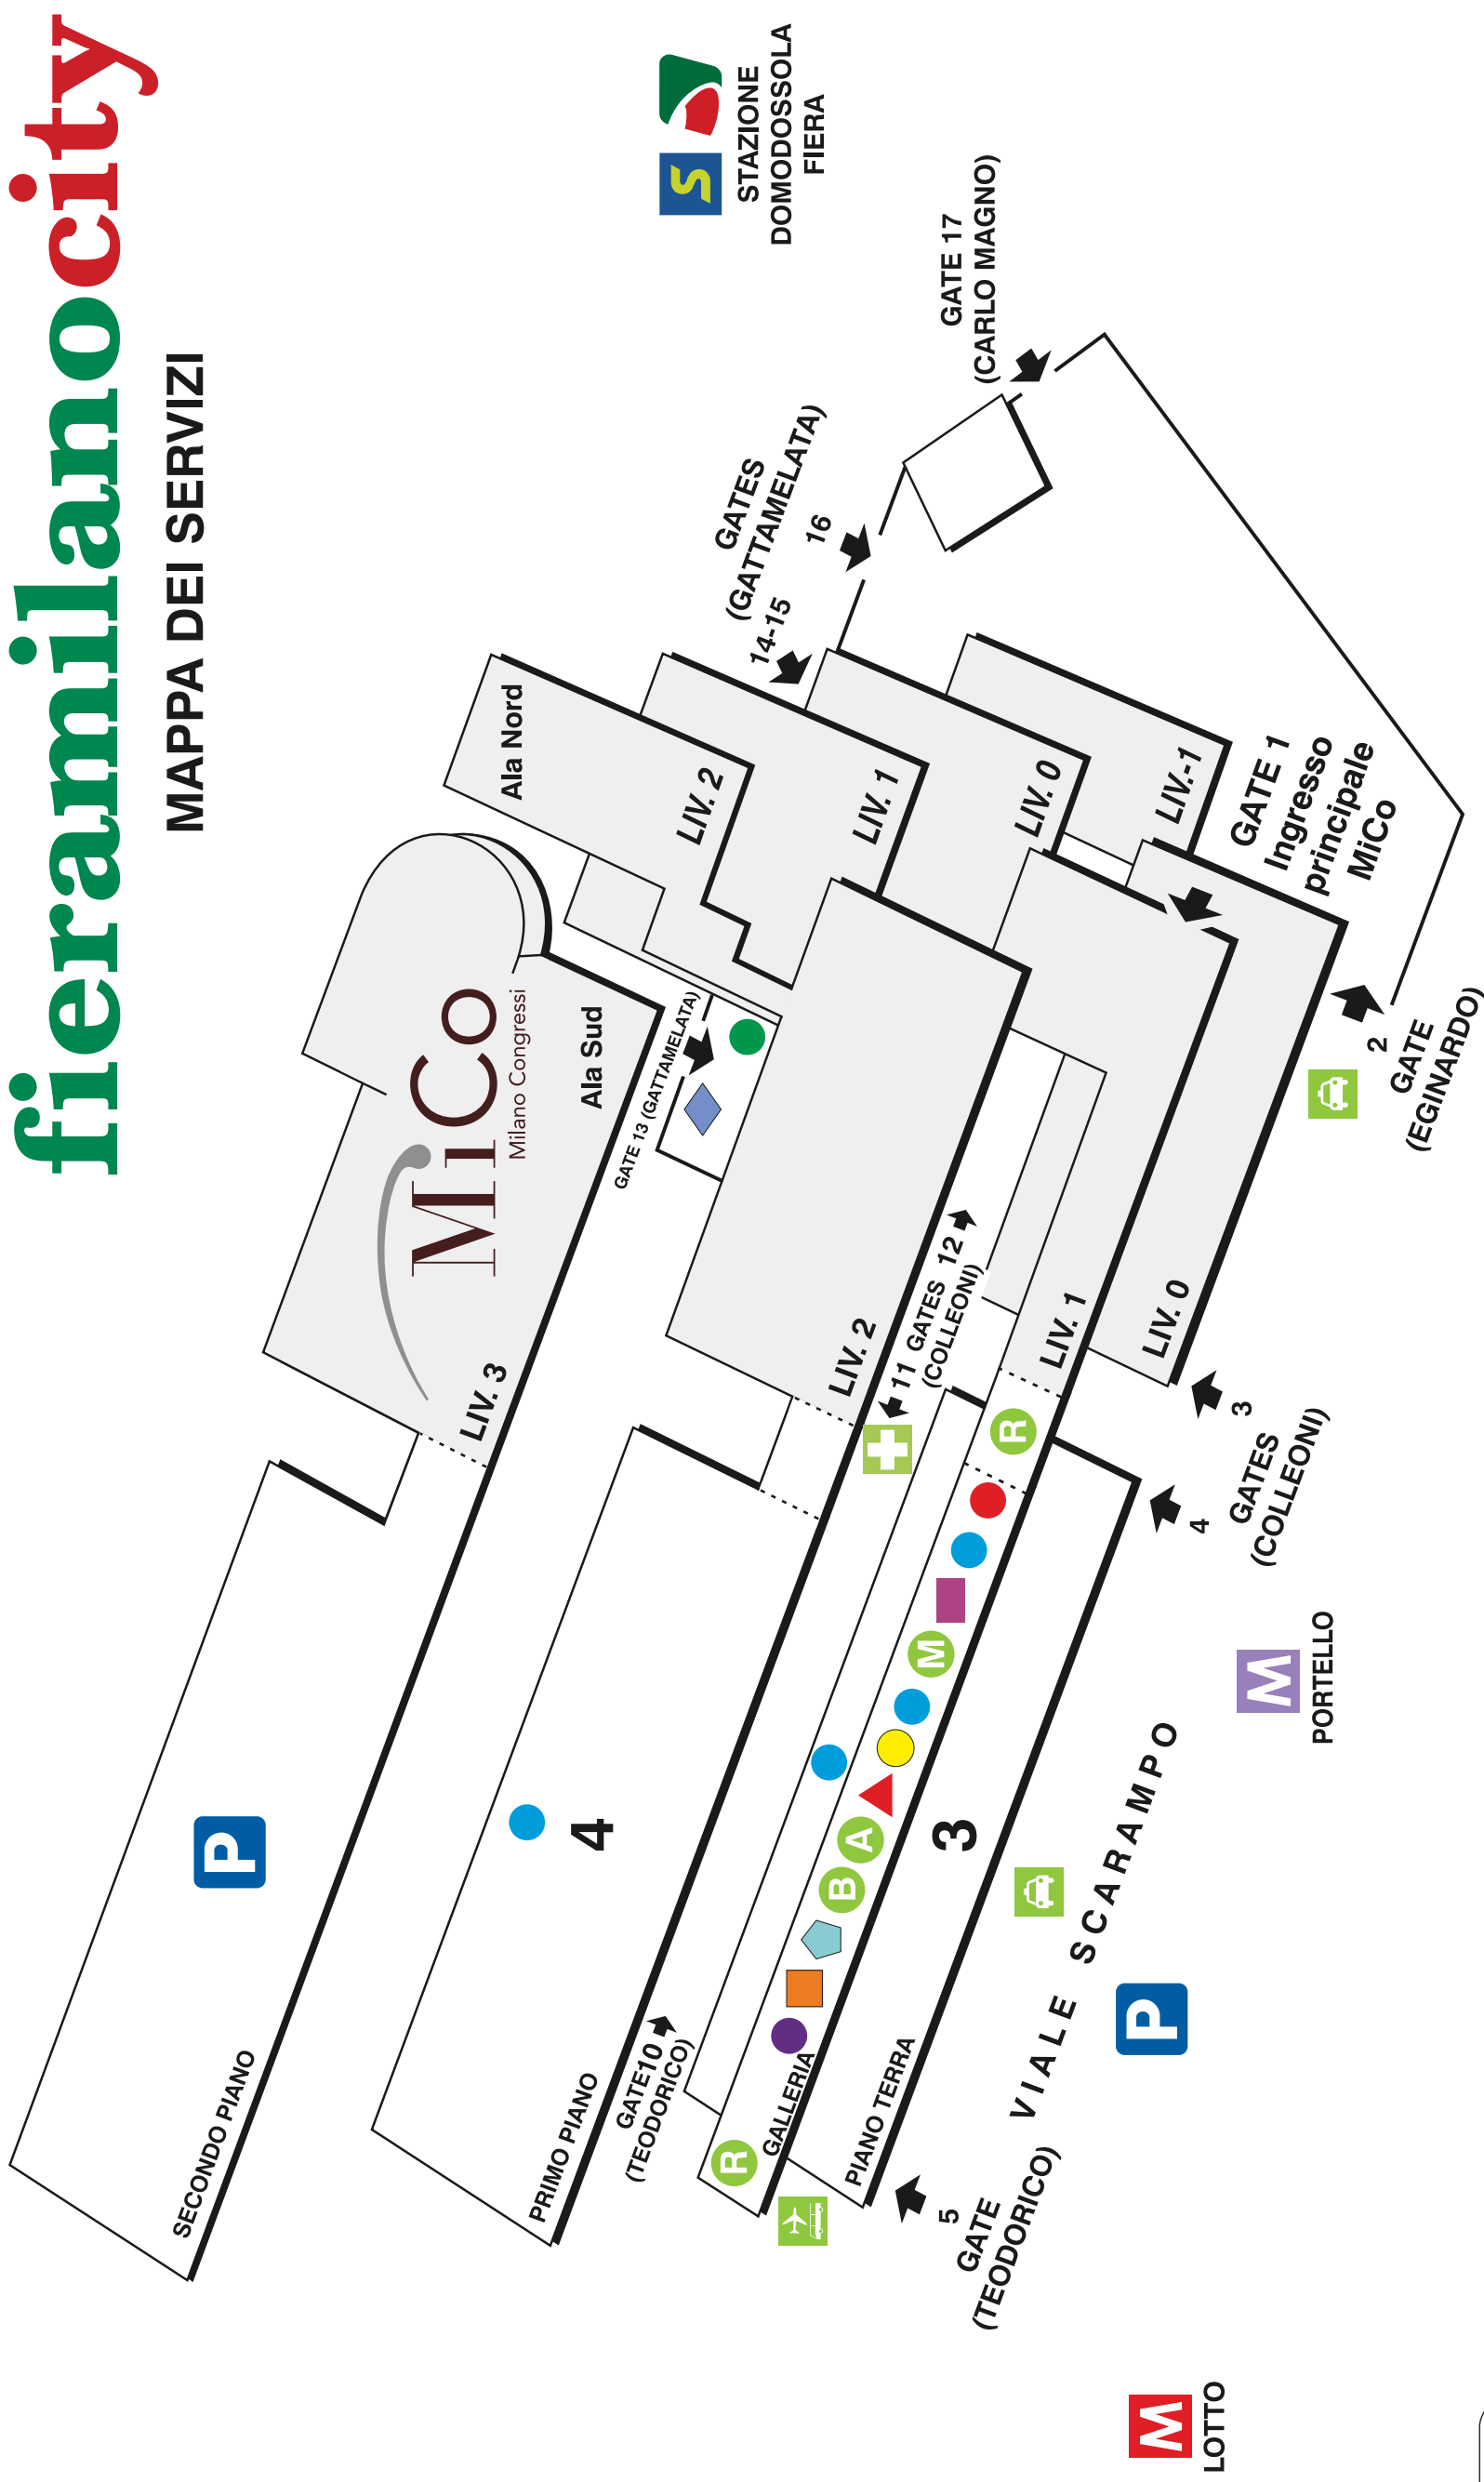 fieramilanocity
MAPPA DEI SERVIZI
S
STAZIONE
DOMODOSSOLA
FIERA
GATE 17
(CARLO MAGNO)
GATES
(GATTAMELATA)
14-15
16
Ala Nord
LIV. 2
LIV. 1
LIV. 0
LIV.-1
GATE 1
Ingresso
principale
MiCo
MiCo
Milano Congressi
Ala Sud
LIV. 3
GATE 13 (GATTAMELATA)
LIV. 2
11 GATES 12
(COLLEONI)
LIV. 1
LIV. 0
2
GATE
(EGINARDO)
3
GATES
(COLLEONI)
4
P
SECONDO PIANO
4
PRIMO PIANO
GATE10
(TEODORICO)
R
GALLERIA
B
A
M
R
3
PIANO TERRA
5
GATE
(TEODORICO)
VIALE SCARAMPO
P
M
PORTELLO
M
LOTTO